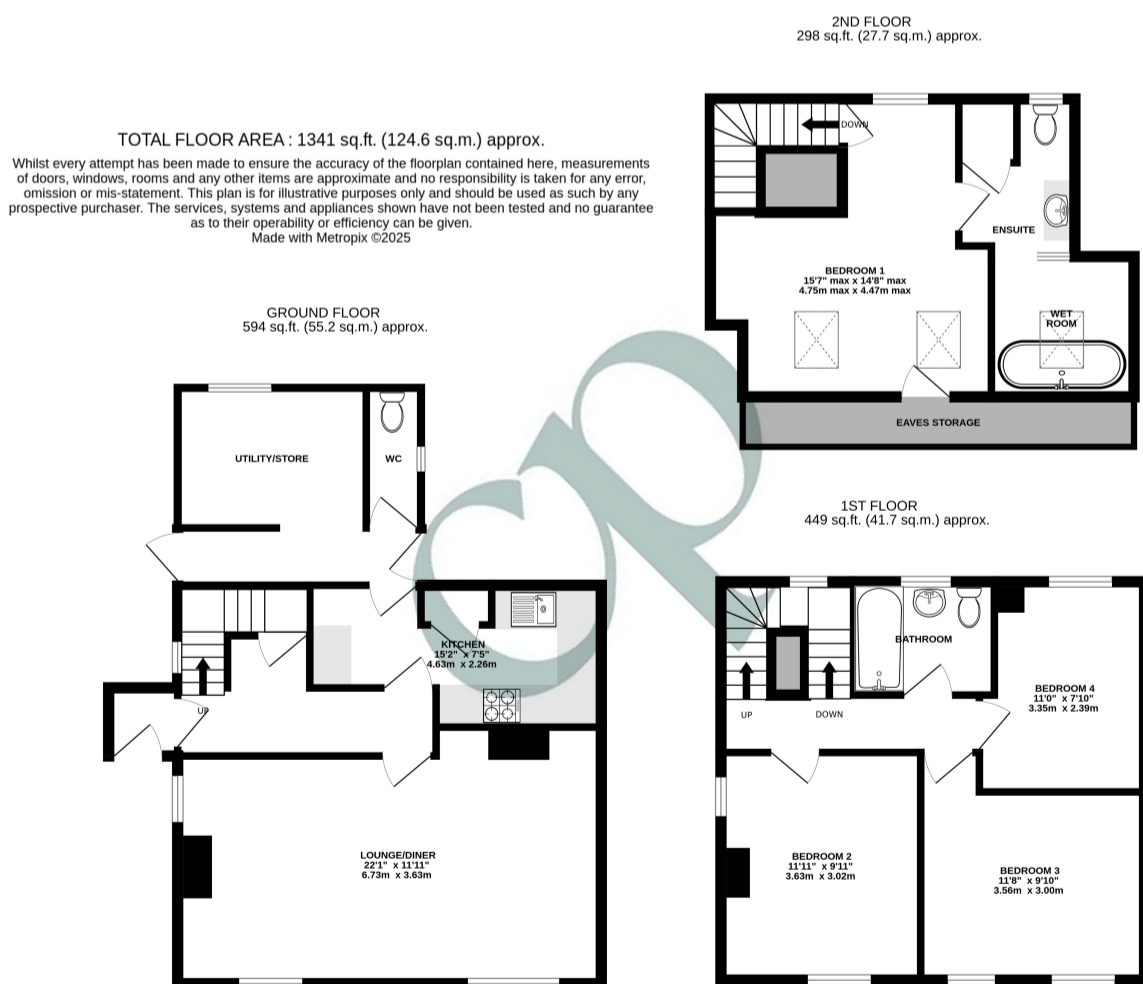 2ND FLOOR
298 sq.ft. (27.7 sq.m.) approx.
TOTAL FLOOR AREA : 1341 sq.ft. (124.6 sq.m.) approx.
Whilst every attempt has been made to ensure the accuracy of the floorplan contained here, measurements
of doors, windows, rooms and any other items are approximate and no responsibility is taken for any error,
omission or mis-statement. This plan is for illustrative purposes only and should be used as such by any
prospective purchaser. The services, systems and appliances shown have not been tested and no guarantee
as to their operability or efficiency can be given.
Made with Metropix ©2025
DOWN
ENSUITE
BEDROOM 1
15'7" max x 14'8" max
4.75m max x 4.47m max
WET
ROOM
EAVES STORAGE
GROUND FLOOR
594 sq.ft. (55.2 sq.m.) approx.
UTILITY/STORE
WC
KITCHEN
15'2" x 7'5"
4.63m x 2.26m
UP
LOUNGE/DINER
22'1" x 11'11"
6.73m x 3.63m
1ST FLOOR
449 sq.ft. (41.7 sq.m.) approx.
BATHROOM
BEDROOM 4
11'0" x 7'10"
3.35m x 2.39m
UP
DOWN
BEDROOM 2
11'11" x 9'11"
3.63m x 3.02m
BEDROOM 3
11'8" x 9'10"
3.56m x 3.00m